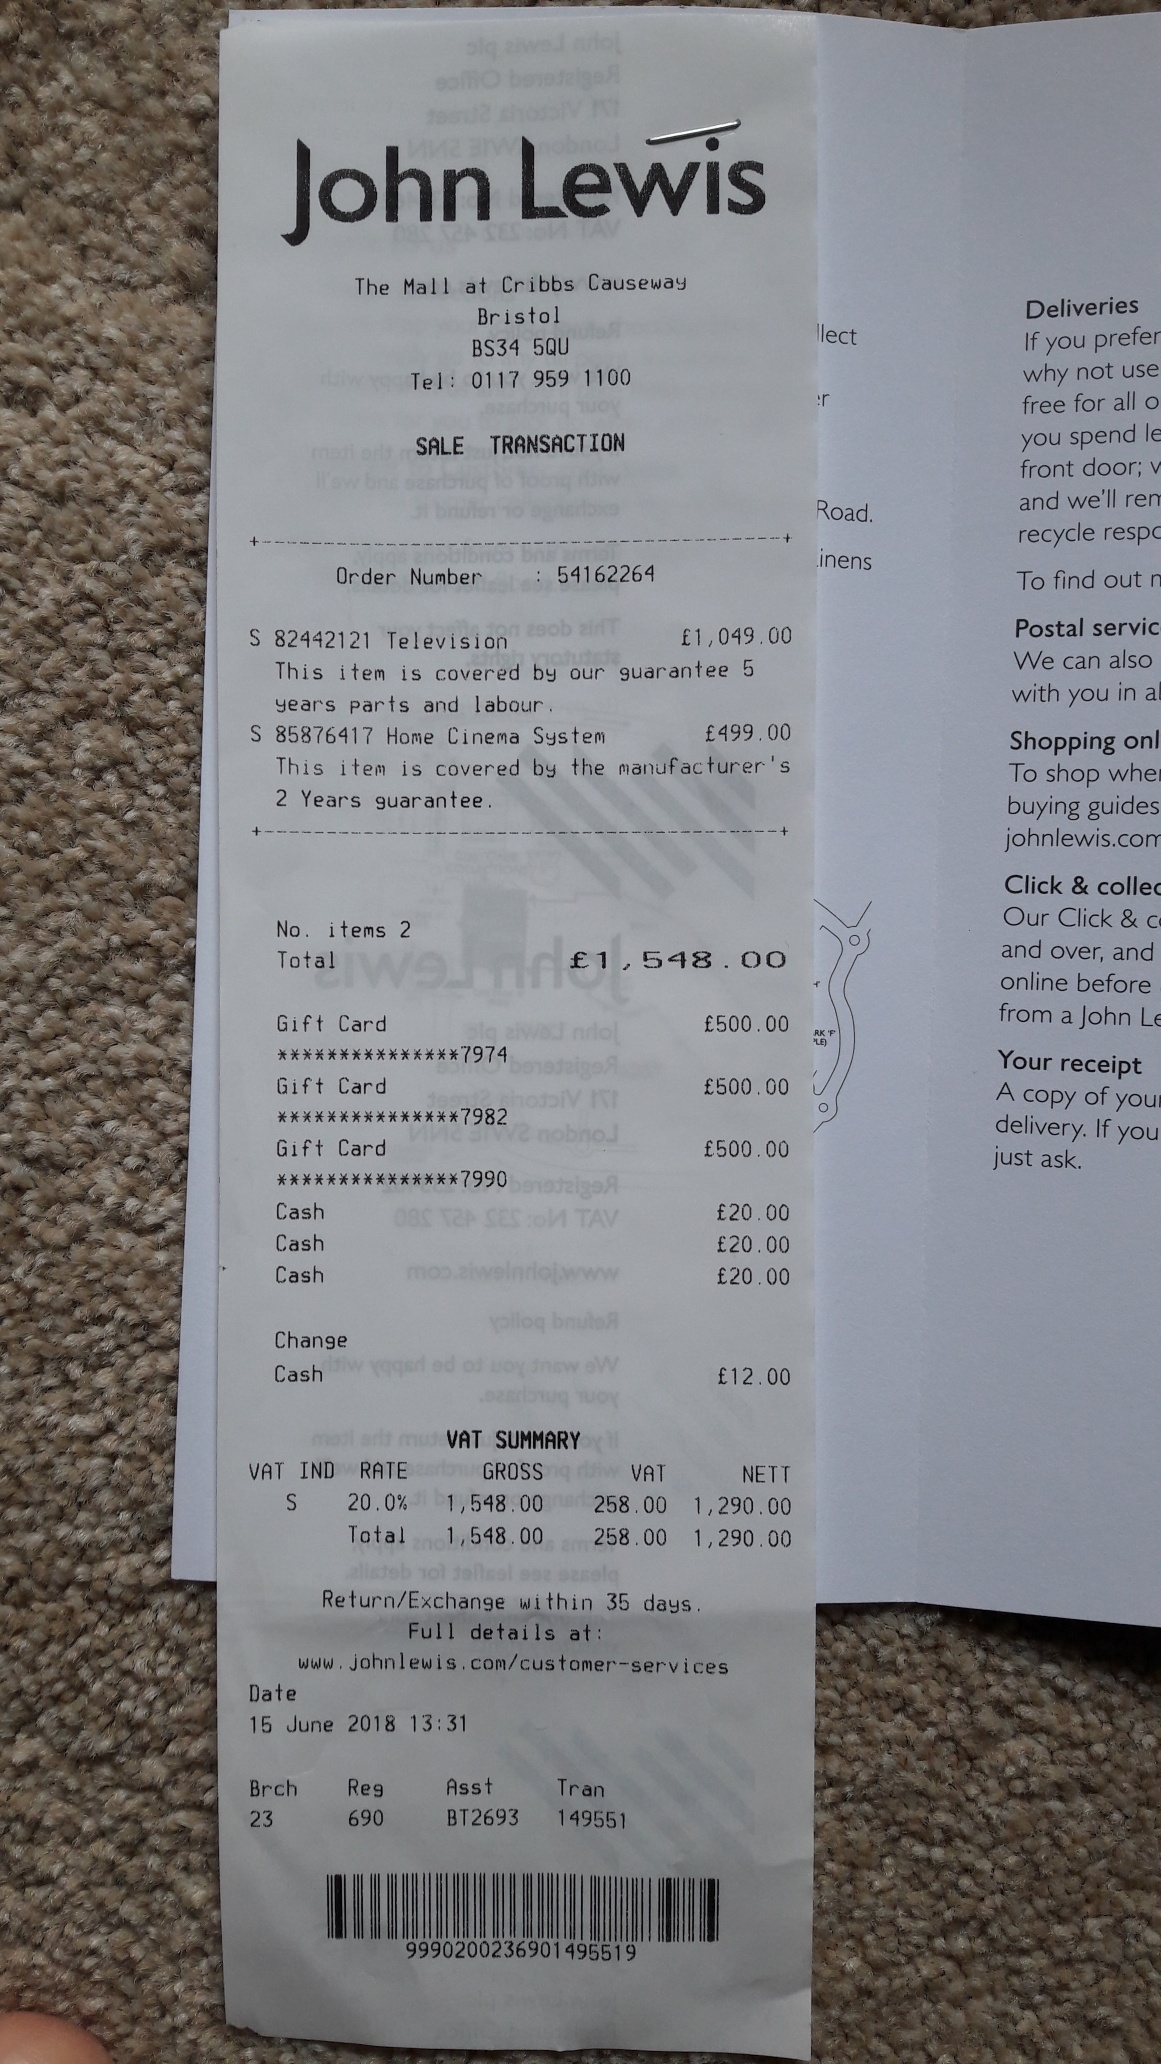 John Lewis
The Mall at Cribbs Causeway
Bristol
BS34 5QU
Tel: 0117 959 1100
SALE TRANSACTION
Order Number : 54162264
S 82442121 Television £1,049.00
This item is covered by our guarantee 5
years parts and labour.
S 85876417 Home Cinema System £499.00
This item is covered by the manufacturer's
2 Years guarantee.
No. items 2
Total £1,548.00
Gift Card £500.00
***************7974
Gift Card £500.00
***************7982
Gift Card £500.00
***************7990
Cash £20.00
Cash £20.00
Cash £20.00
Change
Cash £12.00
VAT SUMMARY
VAT IND RATE GROSS VAT NETT
S 20.0% 1,548.00 258.00 1,290.00
Total 1,548.00 258.00 1,290.00
Return/Exchange within 35 days.
Full details at:
www.johnlewis.com/customer-services
Date
15 June 2018 13:31
Brch Reg Asst Tran
23 690 BT2693 149551
9990200236901495519
Road.
Deliveries
If you prefer
why not use
free for all o
you spend le
front door; w
and we'll rem
recycle respo
To find out
Postal servic
We can also
with you in al
Shopping onl
To shop whe
buying guides
johnlewis.com
Click & collec
Our Click & c
and over, and
online before
from a John Le
Your receipt
A copy of your
delivery. If you
just ask.